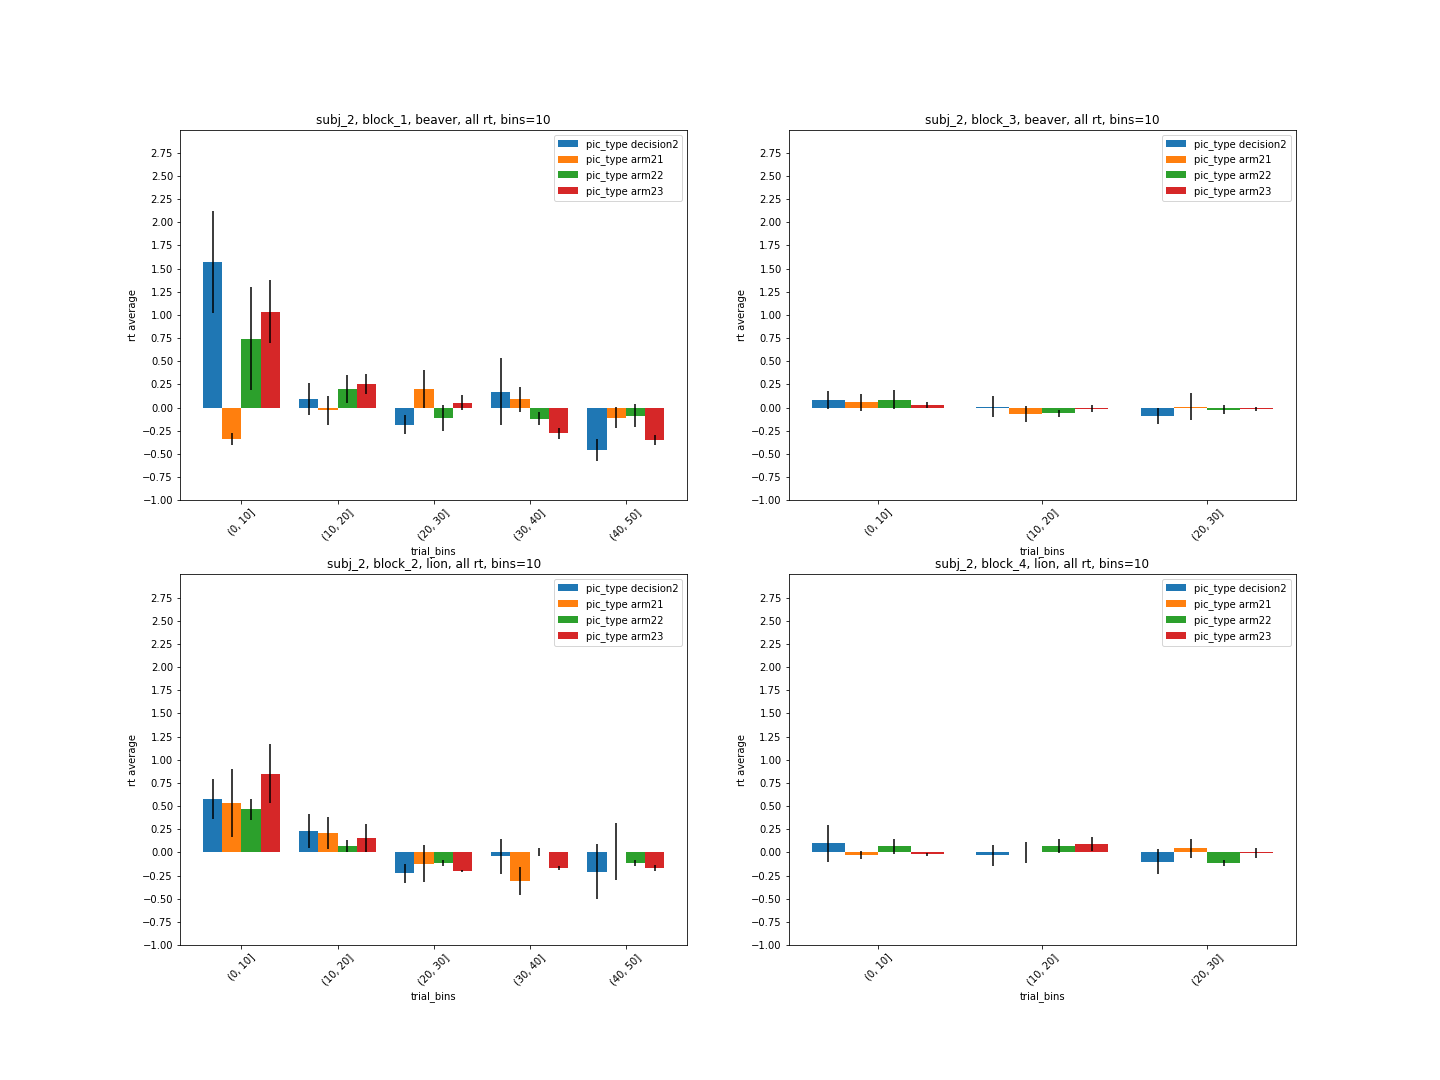 subj_2, block_1, beaver, all rt, bins=10
2.75
2.50
2.25
2.00
1.75
1.50
1.25
1.00
0.75
0.50
0.25
0.00
−0.25
−0.50
−0.75
−1.00
rt average
pic_type decision2
pic_type arm21
pic_type arm22
pic_type arm23
(0, 10]
(10, 20]
(20, 30]
(30, 40]
(40, 50]
trial_bins
subj_2, block_3, beaver, all rt, bins=10
2.75
2.50
2.25
2.00
1.75
1.50
1.25
1.00
0.75
0.50
0.25
0.00
−0.25
−0.50
−0.75
−1.00
rt average
pic_type decision2
pic_type arm21
pic_type arm22
pic_type arm23
(0, 10]
(10, 20]
(20, 30]
trial_bins
subj_2, block_2, lion, all rt, bins=10
2.75
2.50
2.25
2.00
1.75
1.50
1.25
1.00
0.75
0.50
0.25
0.00
−0.25
−0.50
−0.75
−1.00
rt average
pic_type decision2
pic_type arm21
pic_type arm22
pic_type arm23
(0, 10]
(10, 20]
(20, 30]
(30, 40]
(40, 50]
trial_bins
subj_2, block_4, lion, all rt, bins=10
2.75
2.50
2.25
2.00
1.75
1.50
1.25
1.00
0.75
0.50
0.25
0.00
−0.25
−0.50
−0.75
−1.00
rt average
pic_type decision2
pic_type arm21
pic_type arm22
pic_type arm23
(0, 10]
(10, 20]
(20, 30]
trial_bins